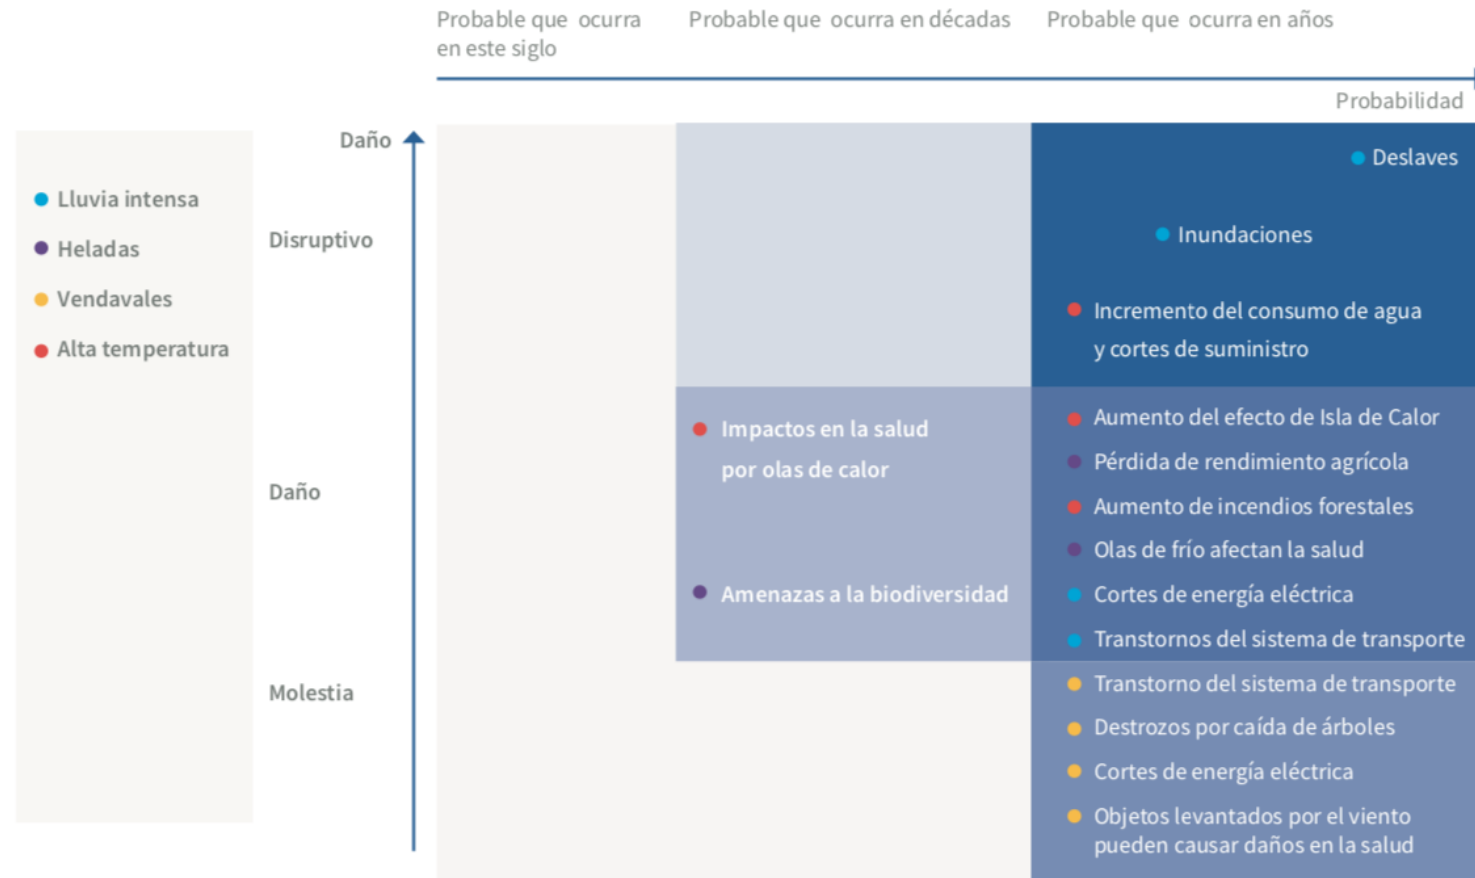 Probable que ocurra
en este siglo
Probable que ocurra en décadas
Probable que ocurra en años
Probabilidad
Daño
Lluvia intensa
Heladas
Vendavales
Alta temperatura
Disruptivo
Daño
Molestia
Deslaves
Inundaciones
Incremento del consumo de agua
y cortes de suministro
Impactos en la salud
por olas de calor
Amenazas a la biodiversidad
Aumento del efecto de Isla de Calor
Pérdida de rendimiento agrícola
Aumento de incendios forestales
Olas de frío afectan la salud
Cortes de energía eléctrica
Transtornos del sistema de transporte
Transtorno del sistema de transporte
Destrozos por caída de árboles
Cortes de energía eléctrica
Objetos levantados por el viento
pueden causar daños en la salud